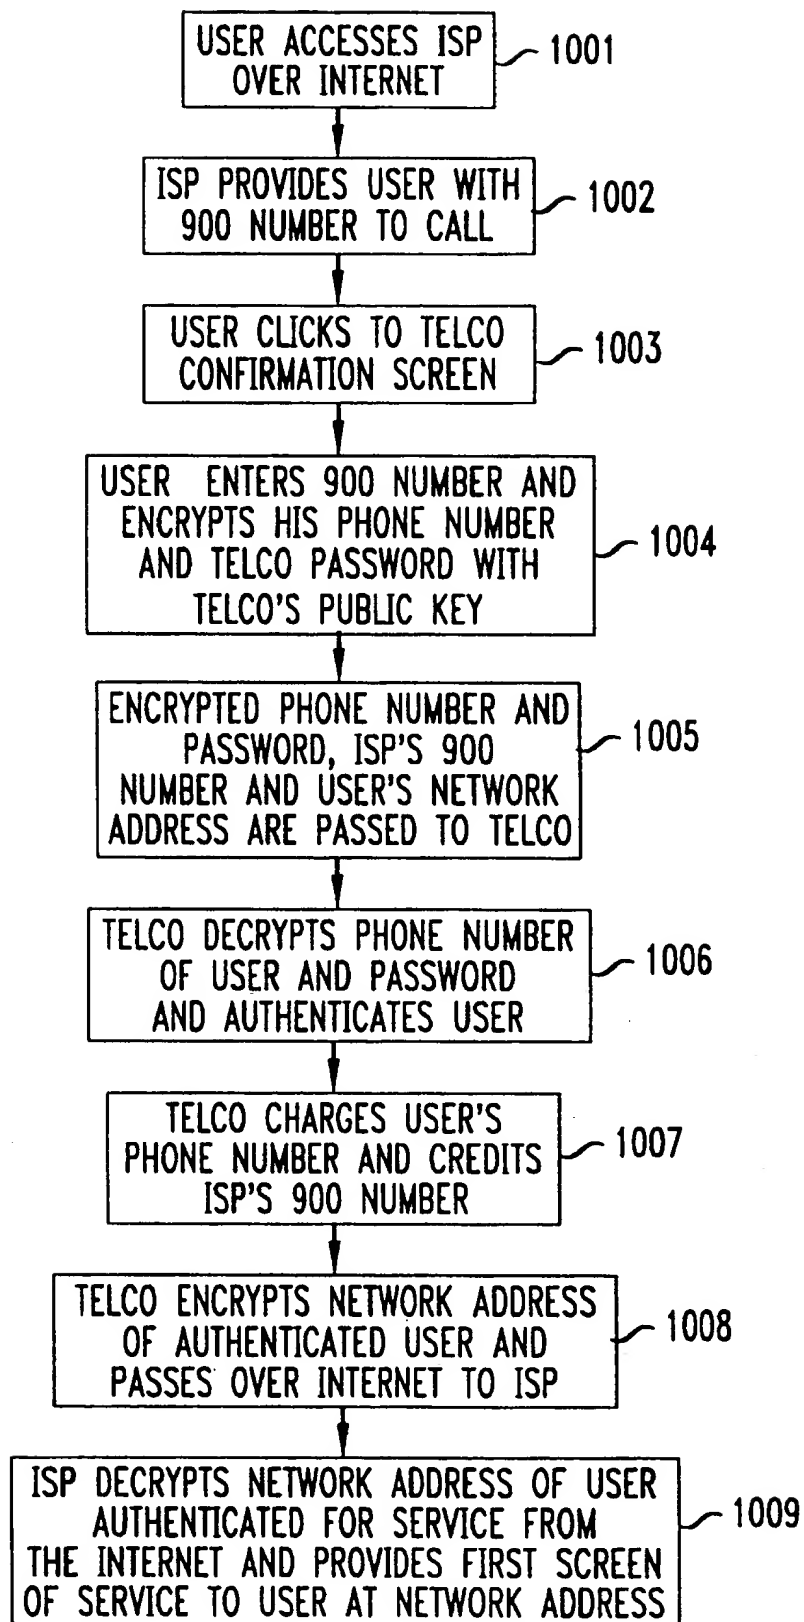 USER ACCESSES ISP
OVER INTERNET
1001
ISP PROVIDES USER WITH
900 NUMBER TO CALL
1002
USER CLICKS TO TELCO
CONFIRMATION SCREEN
1003
USER ENTERS 900 NUMBER AND
ENCRYPTS HIS PHONE NUMBER
AND TELCO PASSWORD WITH
TELCO'S PUBLIC KEY
1004
ENCRYPTED PHONE NUMBER AND
PASSWORD, ISP'S 900
NUMBER AND USER'S NETWORK
ADDRESS ARE PASSED TO TELCO
1005
TELCO DECRYPTS PHONE NUMBER
OF USER AND PASSWORD
AND AUTHENTICATES USER
1006
TELCO CHARGES USER'S
PHONE NUMBER AND CREDITS
ISP'S 900 NUMBER
1007
TELCO ENCRYPTS NETWORK ADDRESS
OF AUTHENTICATED USER AND
PASSES OVER INTERNET TO ISP
1008
ISP DECRYPTS NETWORK ADDRESS OF USER
AUTHENTICATED FOR SERVICE FROM
THE INTERNET AND PROVIDES FIRST SCREEN
OF SERVICE TO USER AT NETWORK ADDRESS
1009